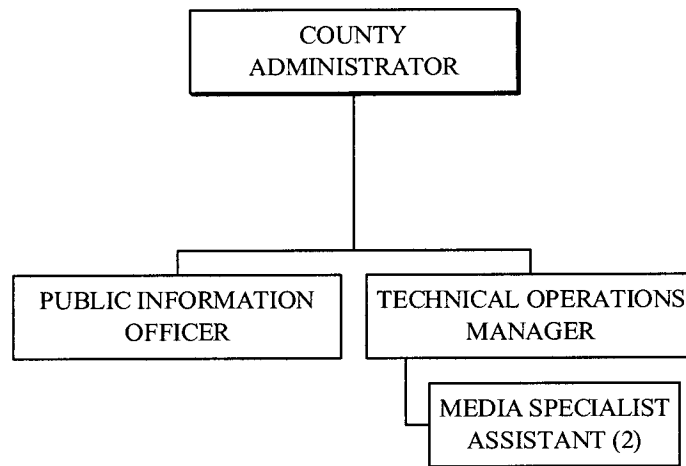 COUNTY
ADMINISTRATOR
PUBLIC INFORMATION
OFFICER
TECHNICAL OPERATIONS
MANAGER
MEDIA SPECIALIST
ASSISTANT (2)